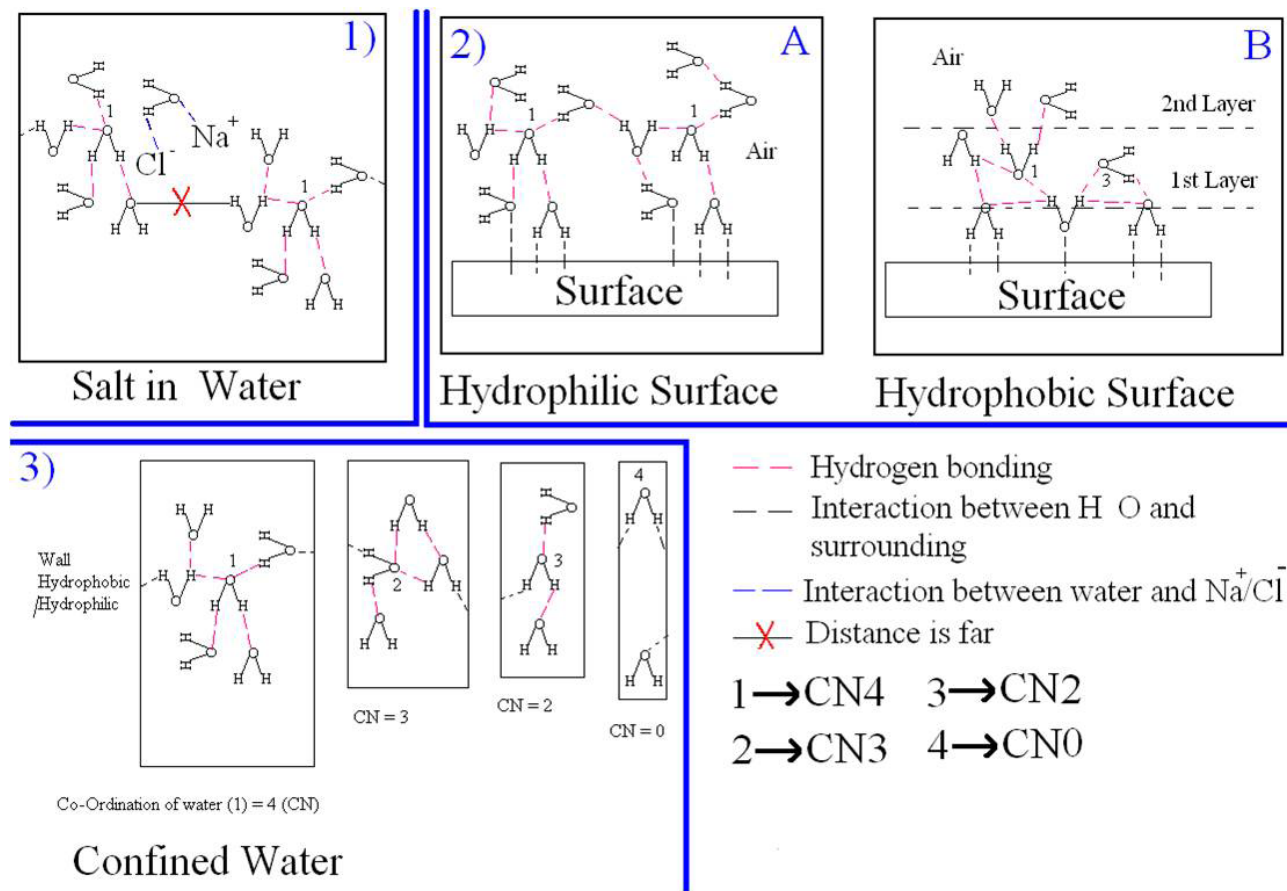 1)
H
H
O
H
O
H
1
H
H
O
Na+
H
H
O
Cl-
H
H
O
H
H
O
H
H
O
H
H
O
1
H
O
H
H
H
O
H
H
O
H
H
O
H
H
Salt in Water
2)
A
H
O
H
H
O
H
H
O
H
1
O
H
H
H
H
O
H
O
H
H
H
O
1
O
H
H
H
O
H
H
O
H
H
O
H
H
O
H
H
Air
Surface
Hydrophilic Surface
B
Air
2nd Layer
H
H
O
H
O
H
O
H
H
H
H
O
1
H
O
H
3
1st Layer
O
H
H
H
H
O
O
H
H
Surface
Hydrophobic Surface
3)
Wall
Hydrophobic
/Hydrophilic
H
H
O
H
H
O
1
O
H
H
H
O
H
H
O
H
O
H
H
Co-Ordination of water (1) = 4 (CN)
O
H
H
H
O
H
2
O
H
H
O
H
H
CN = 3
H
O
H
O
3
H
H
O
H
H
CN = 2
4
O
H
H
O
H
H
CN = 0
Confined Water
Hydrogen bonding
Interaction between H O and
surrounding
Interaction between water and Na+/Cl-
Distance is far
1→CN4 3→CN2
2→CN3 4→CN0